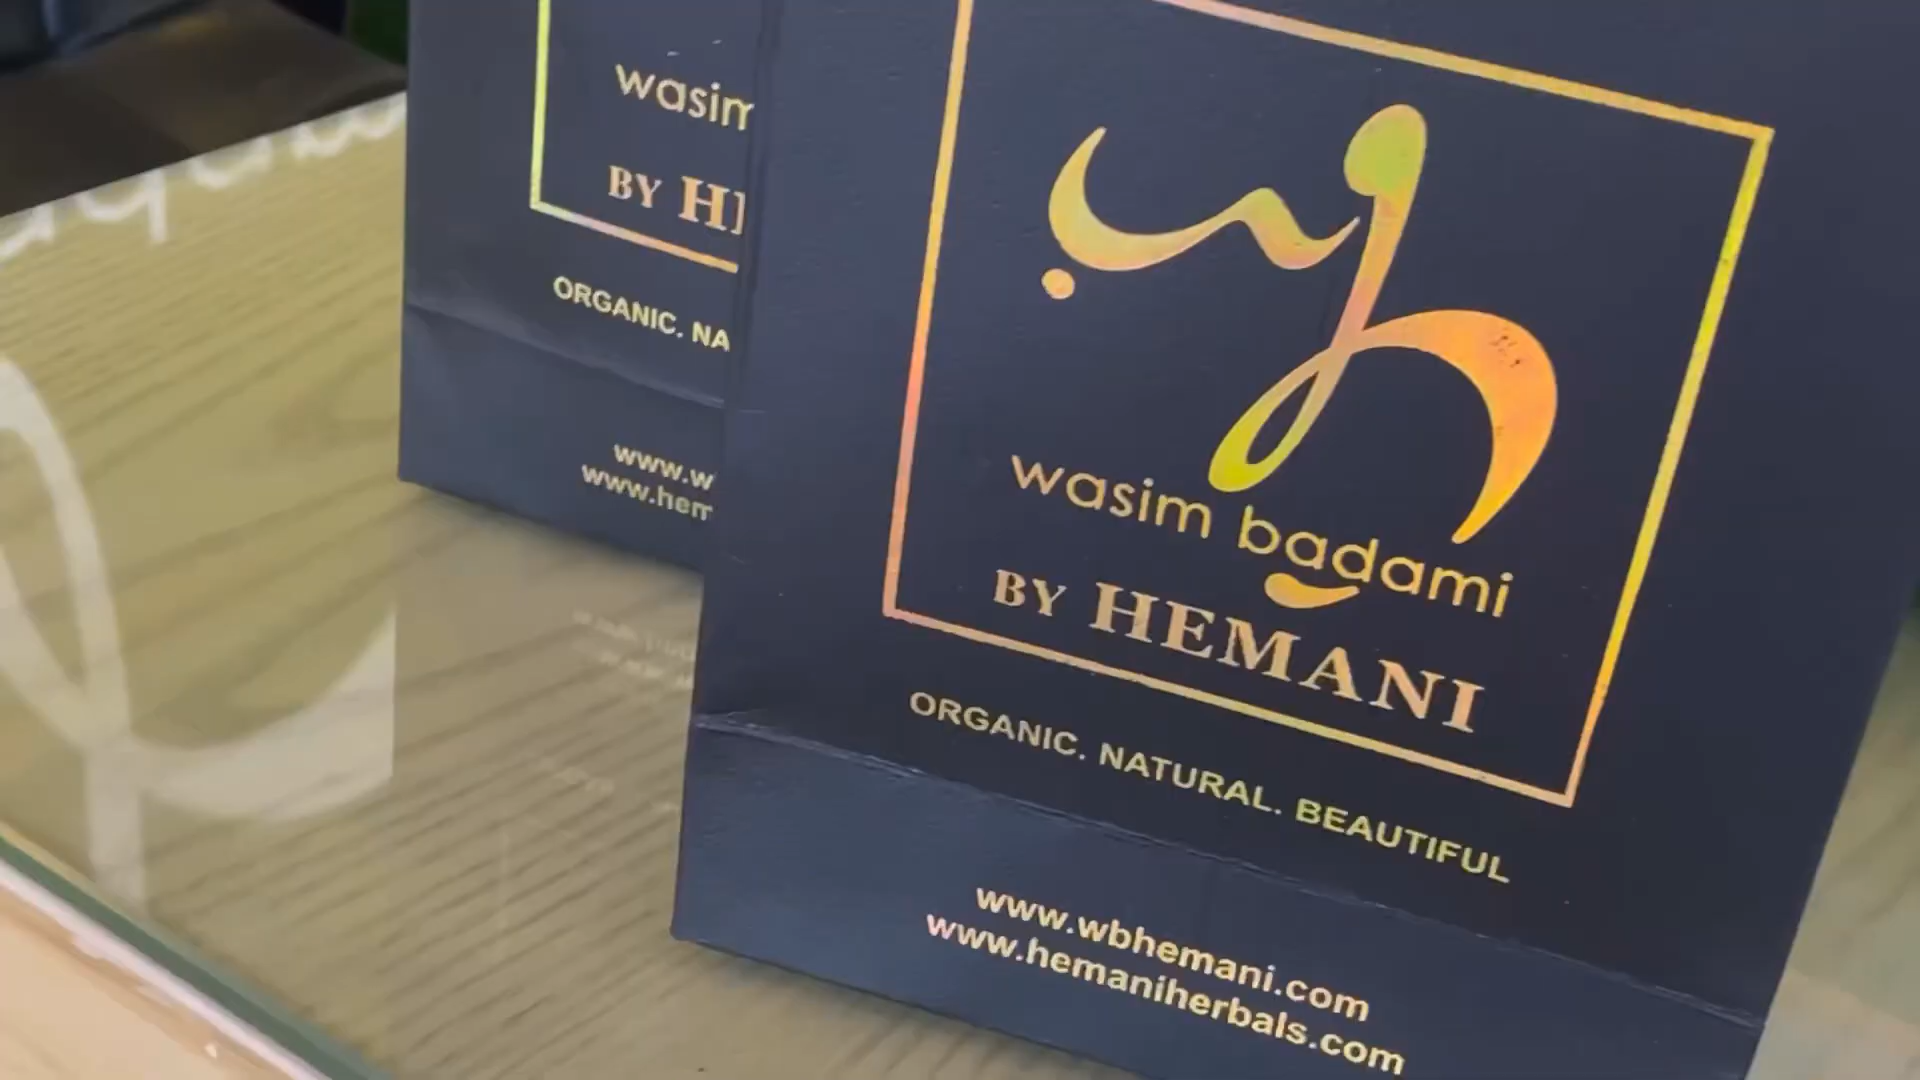 wasim badami
BY HEMANI
ORGANIC. NATURAL. BEAUTIFUL
www.wbhemani.com
www.hemaniherbals.com
wasim
BY
ORGANIC.